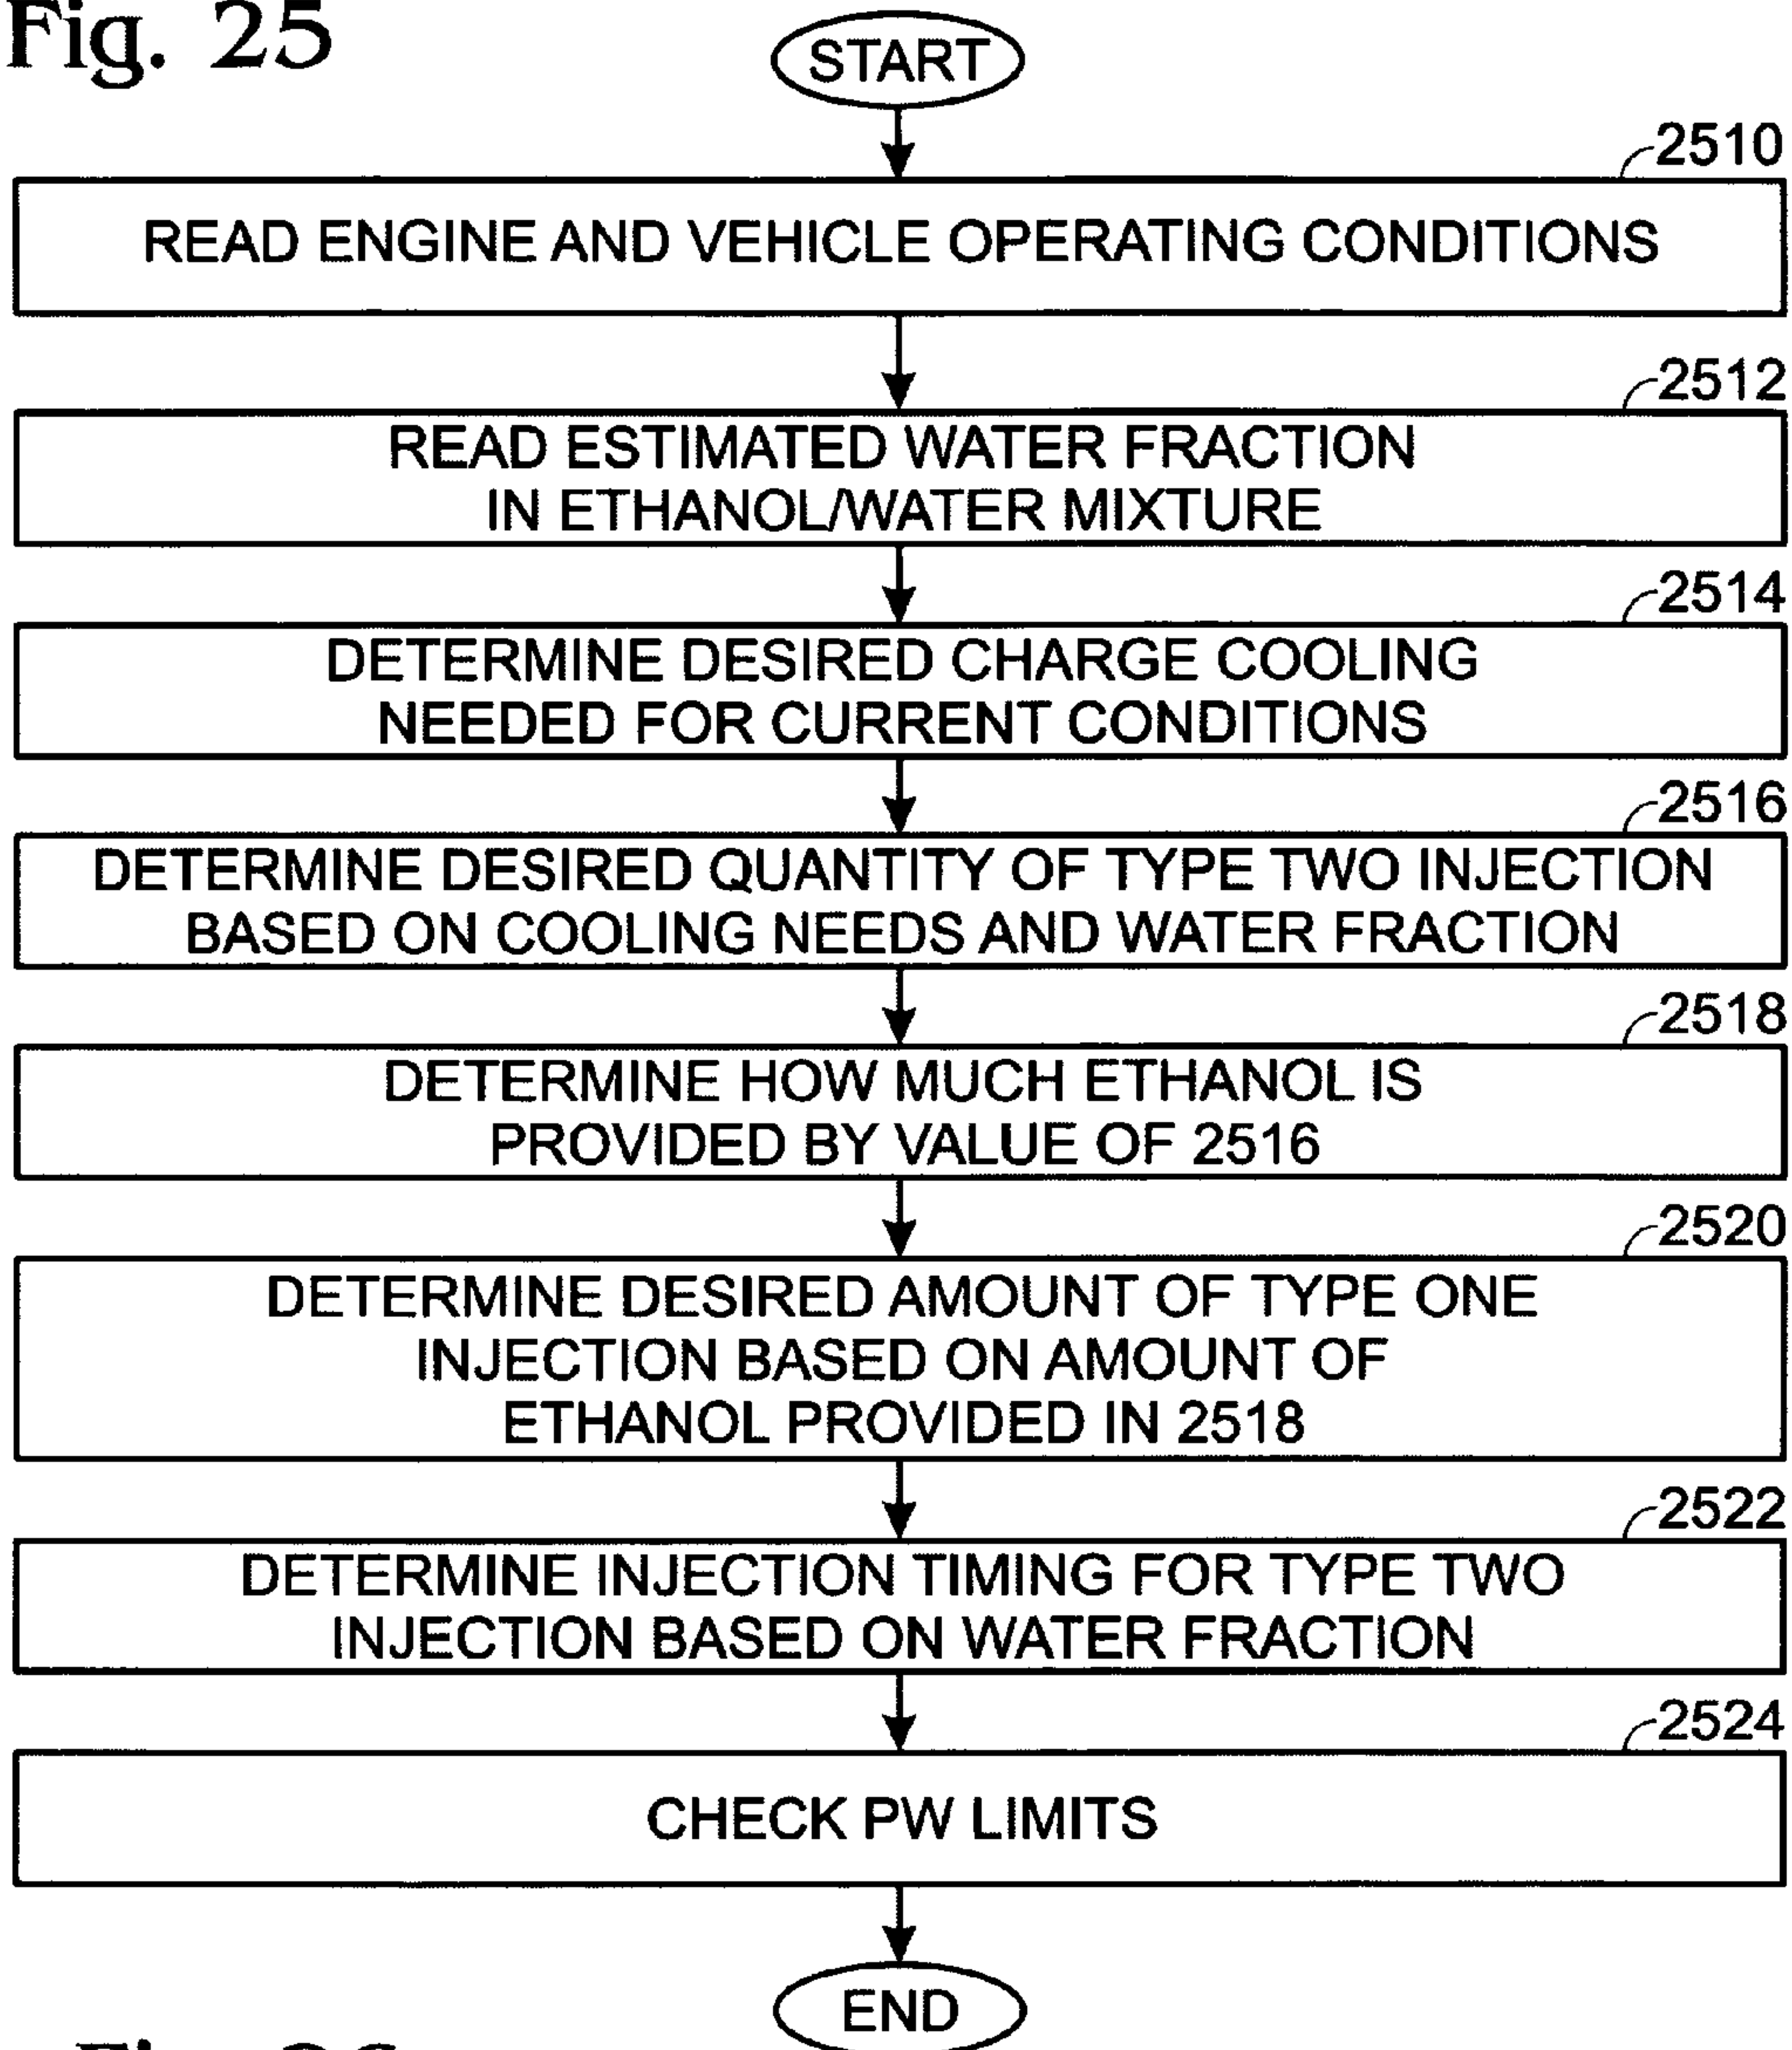 Fig. 25
START
2510
READ ENGINE AND VEHICLE OPERATING CONDITIONS
2512
READ ESTIMATED WATER FRACTION
IN ETHANOL/WATER MIXTURE
2514
DETERMINE DESIRED CHARGE COOLING
NEEDED FOR CURRENT CONDITIONS
2516
DETERMINE DESIRED QUANTITY OF TYPE TWO INJECTION
BASED ON COOLING NEEDS AND WATER FRACTION
2518
DETERMINE HOW MUCH ETHANOL IS
PROVIDED BY VALUE OF 2516
2520
DETERMINE DESIRED AMOUNT OF TYPE ONE
INJECTION BASED ON AMOUNT OF
ETHANOL PROVIDED IN 2518
2522
DETERMINE INJECTION TIMING FOR TYPE TWO
INJECTION BASED ON WATER FRACTION
2524
CHECK PW LIMITS
END